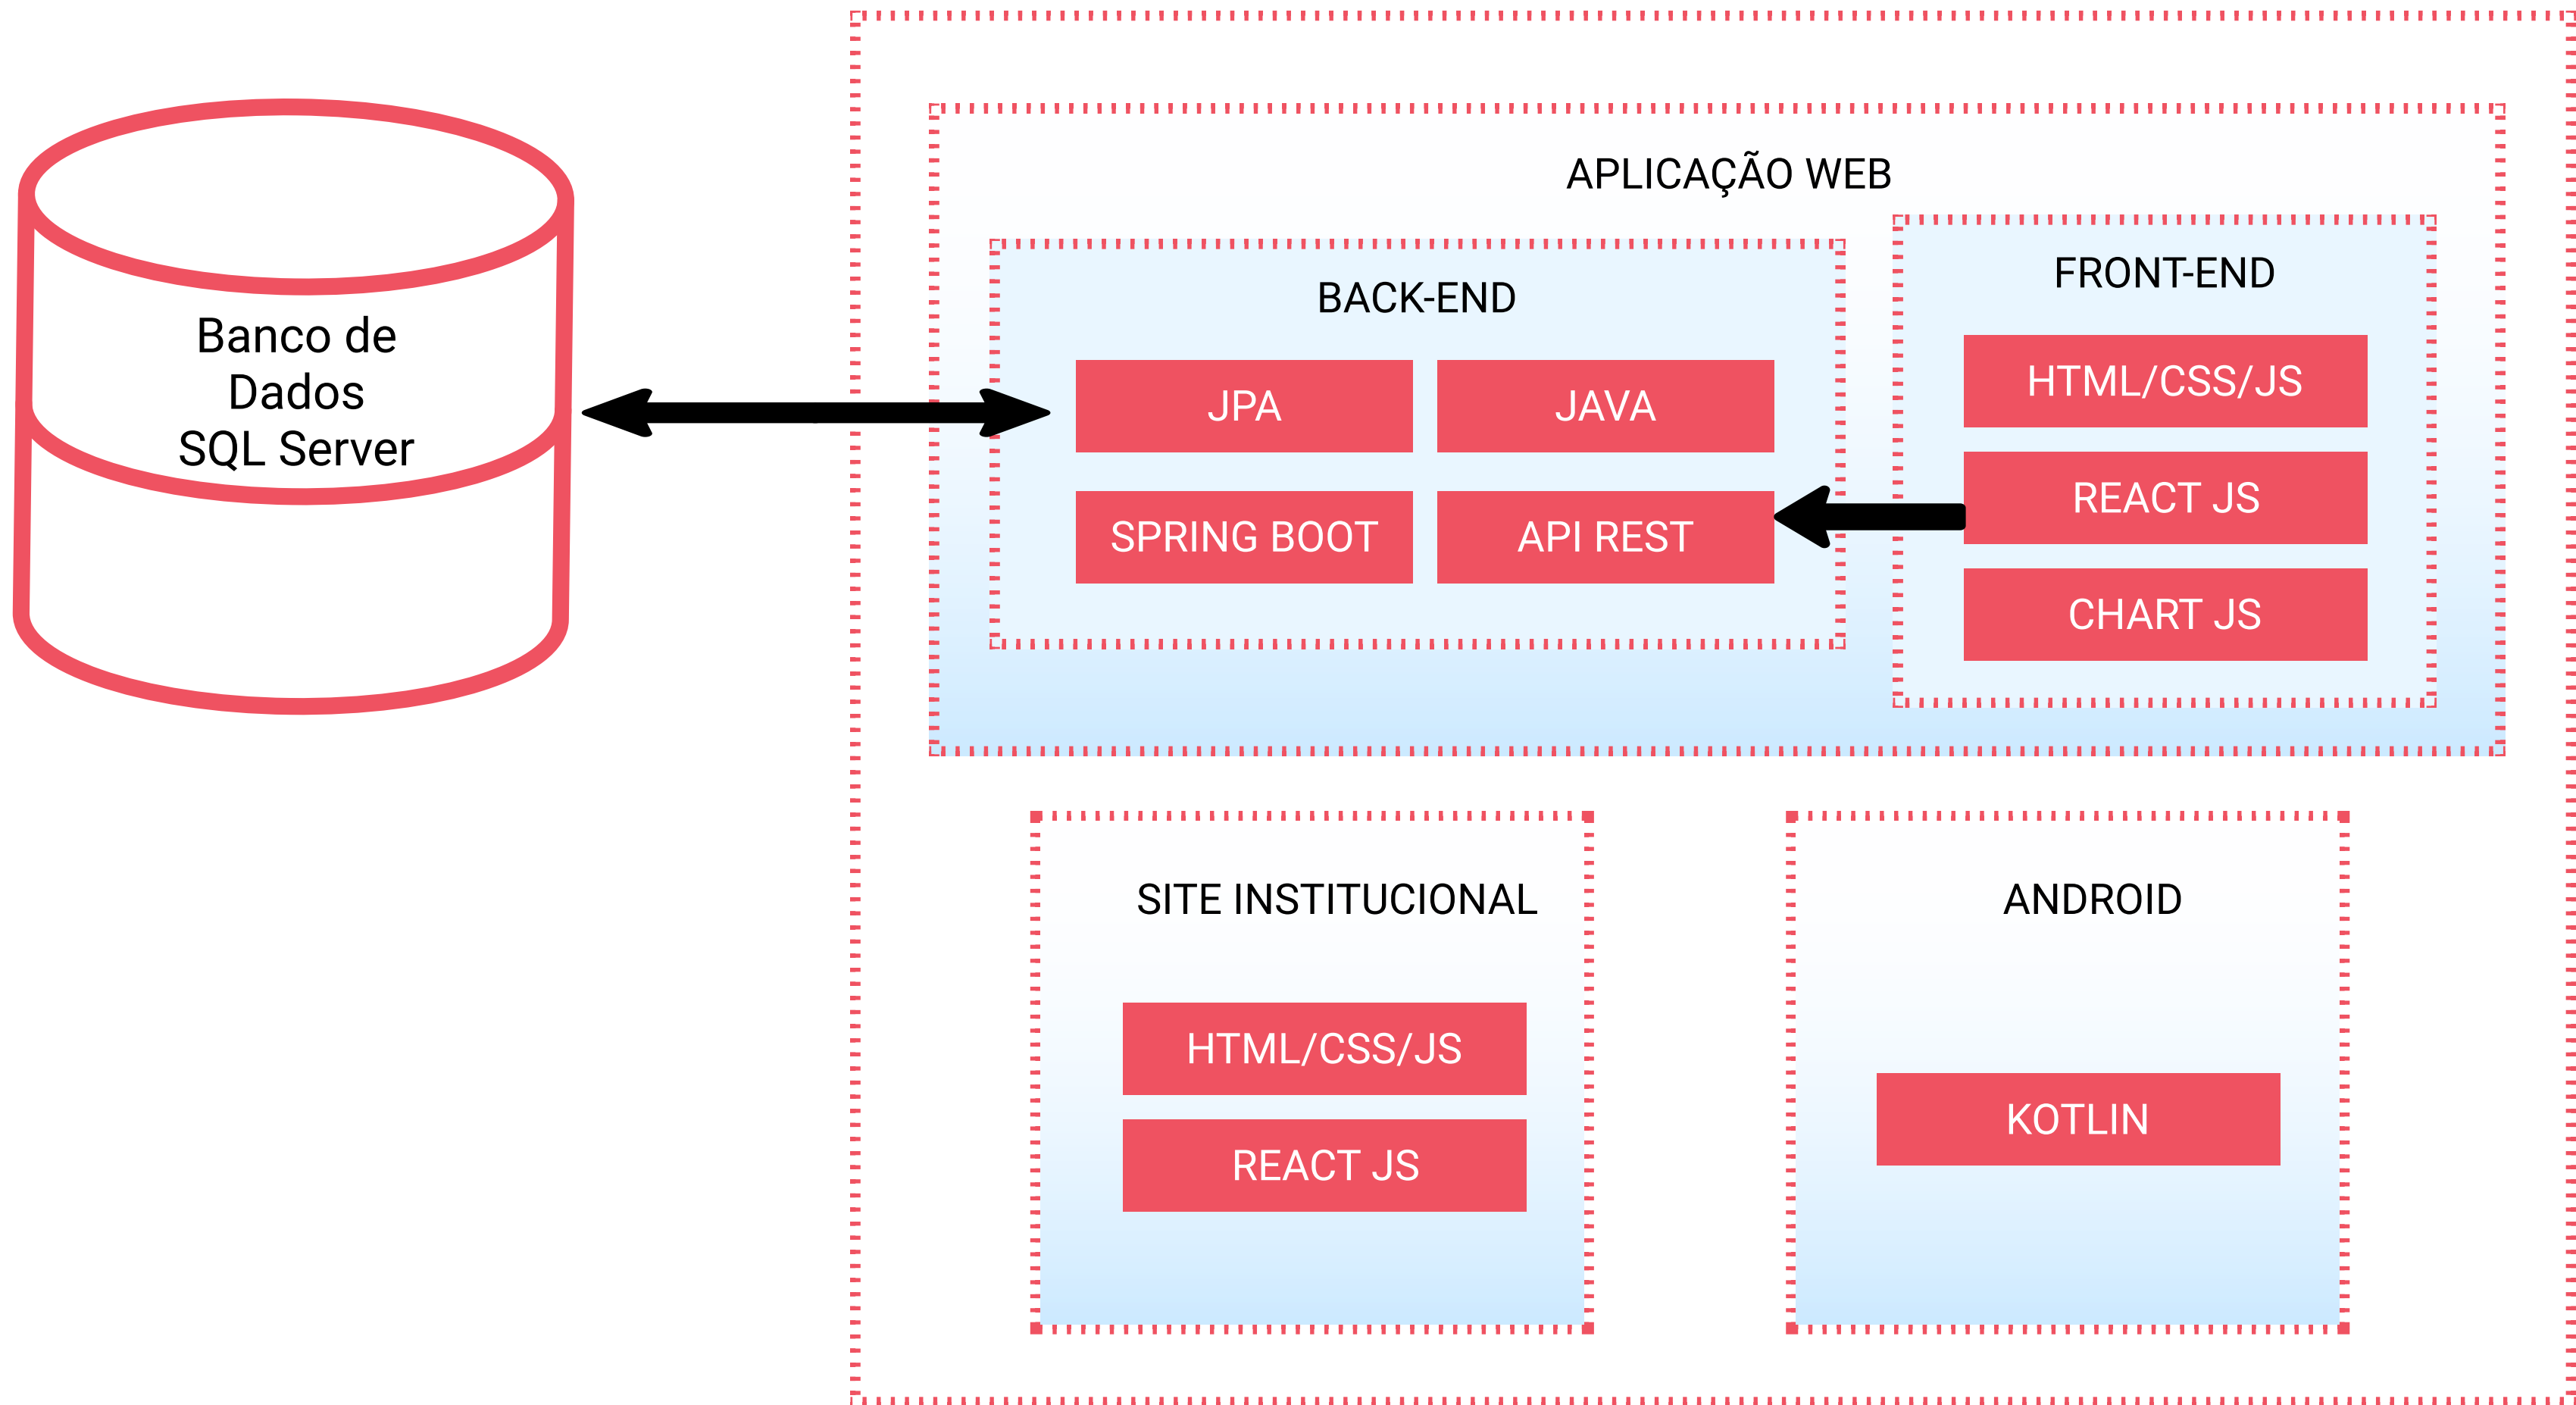 Banco de
Dados
SQL Server
APLICAÇÃO WEB
BACK-END
JPA
JAVA
SPRING BOOT
API REST
FRONT-END
HTML/CSS/JS
REACT JS
CHART JS
SITE INSTITUCIONAL
HTML/CSS/JS
REACT JS
ANDROID
KOTLIN